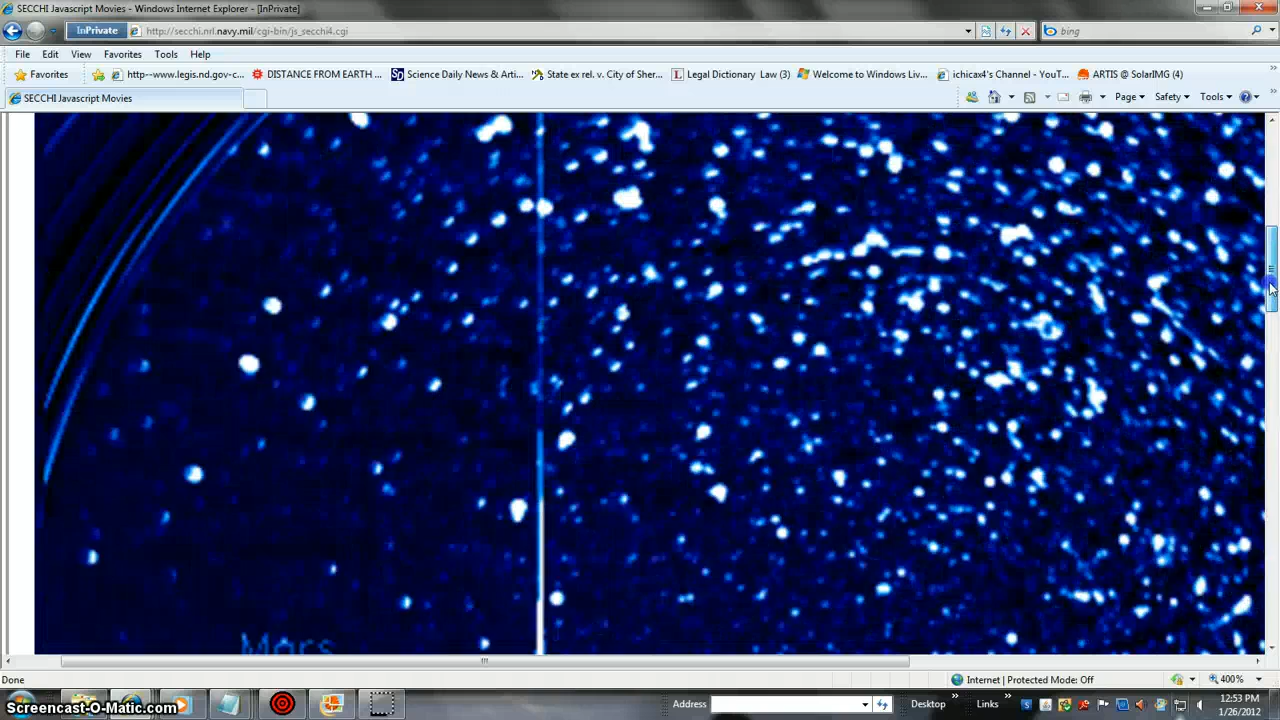 SECCHI Javascript Movies - Windows Internet Explorer - [InPrivate]
InPrivate http://secchi.nrl.navy.mil/cgi-bin/js_secchi4.cgi bing
File Edit View Favorites Tools Help
Favorites http--www.legis.nd.gov-c... DISTANCE FROM EARTH ... Science Daily News & Arti... State ex rel. v. City of Sher... Legal Dictionary Law (3) Welcome to Windows Liv... ichicax4's Channel - YouT... ARTIS @ SolarIMG (4)
SECCHI Javascript Movies Page Safety Tools
Mars
Done Internet | Protected Mode: Off 400%
Screencast-O-Matic.com Address Desktop Links 12:53 PM
1/26/2012